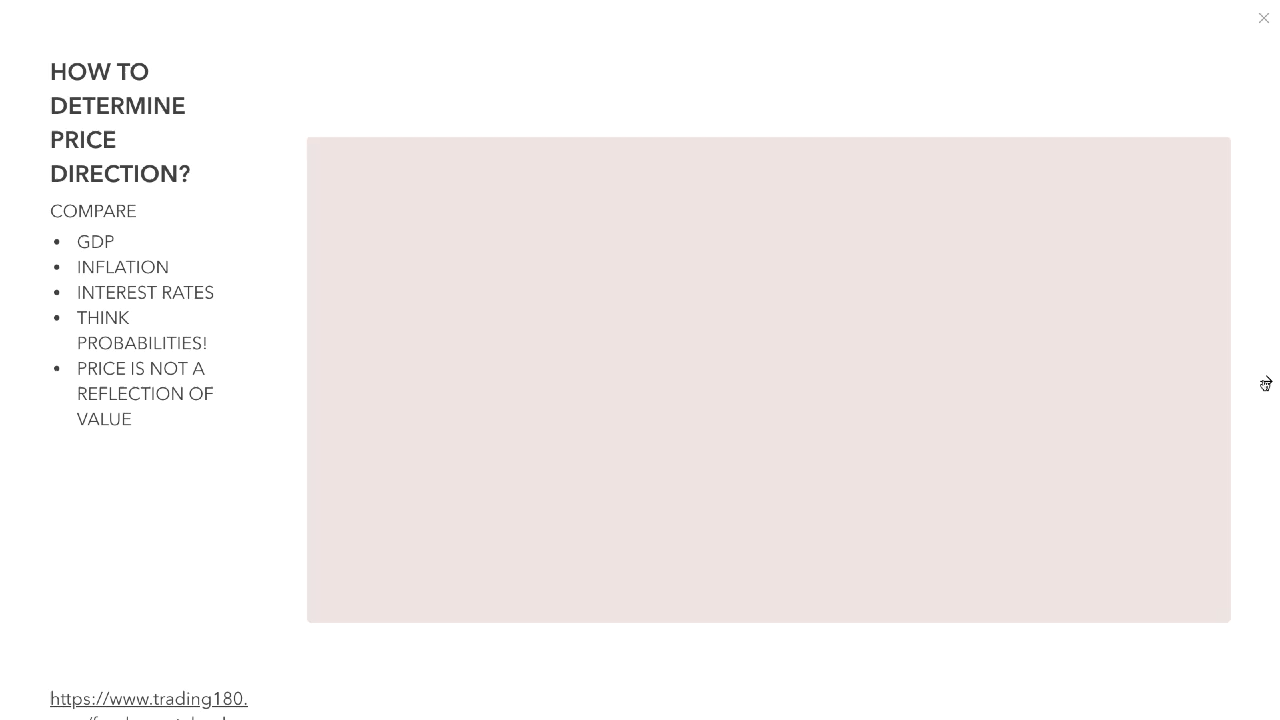 HOW TO
DETERMINE
PRICE
DIRECTION?
COMPARE
• GDP
• INFLATION
• INTEREST RATES
• THINK
PROBABILITIES!
• PRICE IS NOT A
REFLECTION OF
VALUE
https://www.trading180.